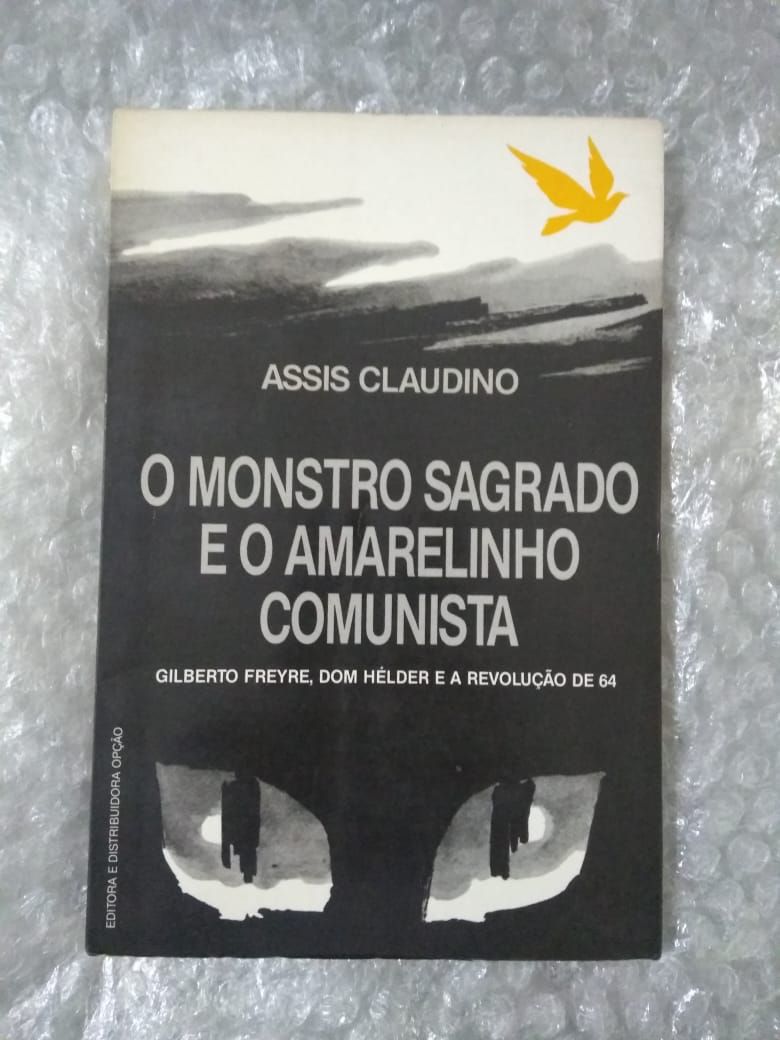 ASSIS CLAUDINO
O MONSTRO SAGRADO
E O AMARELINHO
COMUNISTA
GILBERTO FREYRE, DOM HÉLDER E A REVOLUÇÃO DE 64
EDITORA E DISTRIBUIDORA OPÇÃO